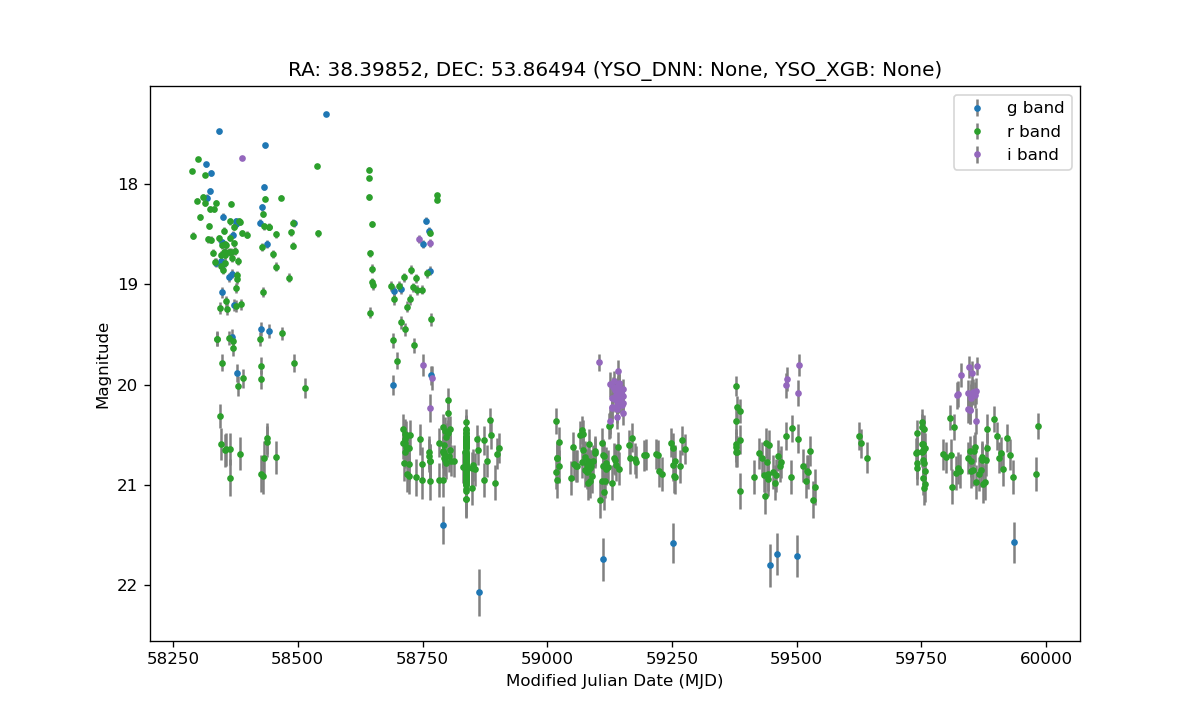 RA: 38.39852, DEC: 53.86494 (YSO_DNN: None, YSO_XGB: None)
g band
r band
i band
18
19
20
21
22
Magnitude
58250 58500 58750 59000 59250 59500 59750 60000
Modified Julian Date (MJD)